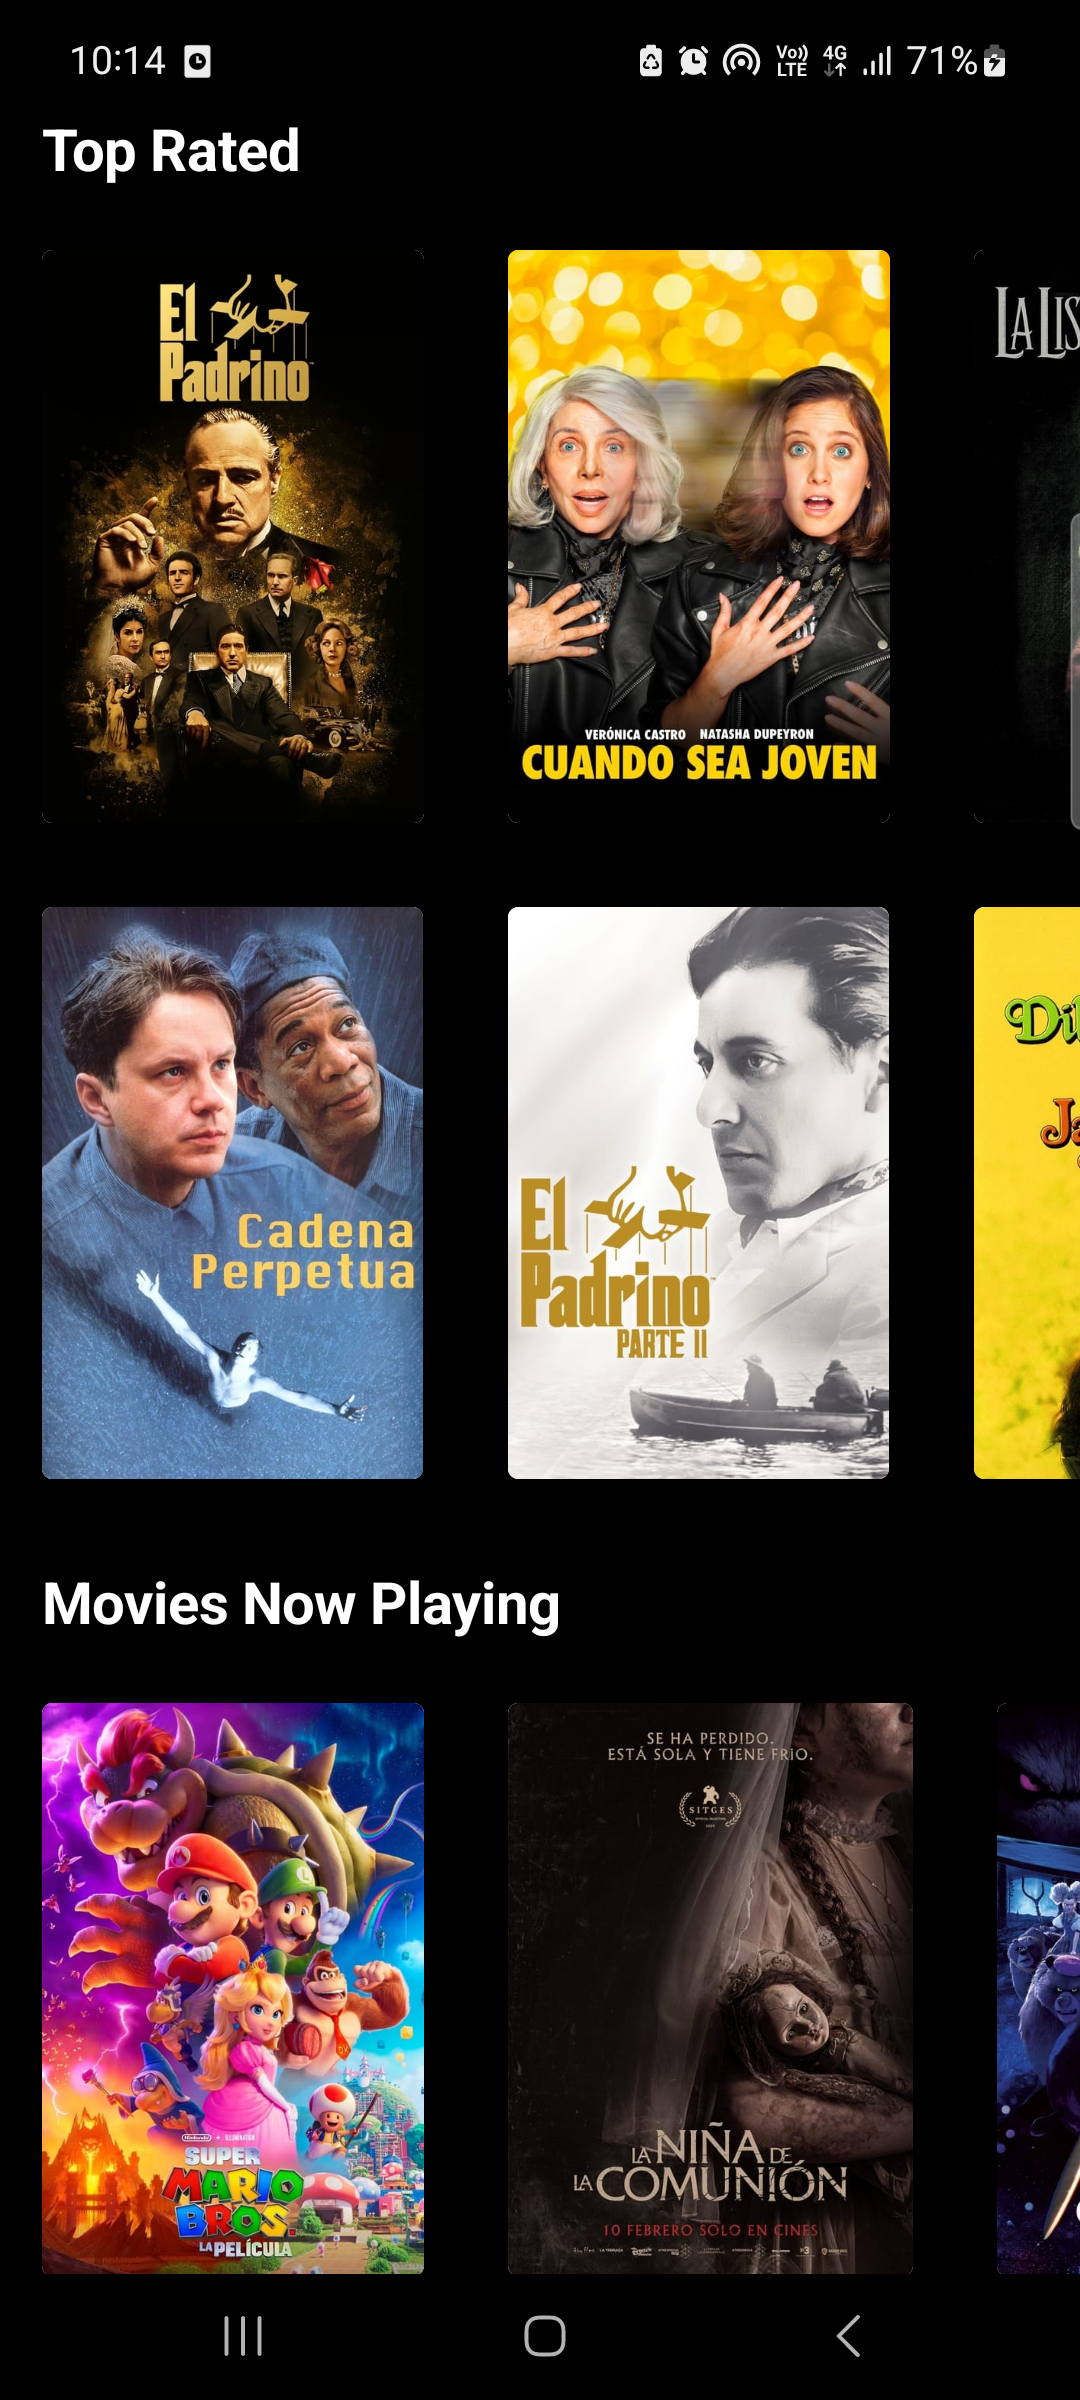 10:14
Vo)) LTE 4G 71%
Top Rated
El
Padrino
VERÓNICA CASTRO NATASHA DUPEYRON
CUANDO SEA JOVEN
LA LIS
Cadena
Perpetua
El
Padrino
PARTE II
Di
Ja
Movies Now Playing
Nintendo + ILLUMINATION
SUPER
MARIO
BROS.
LA PELÍCULA
SE HA PERDIDO.
ESTÁ SOLA Y TIENE FRÍO.
SITGES
LA NIÑA DE
LA COMUNIÓN
10 FEBRERO SOLO EN CINES